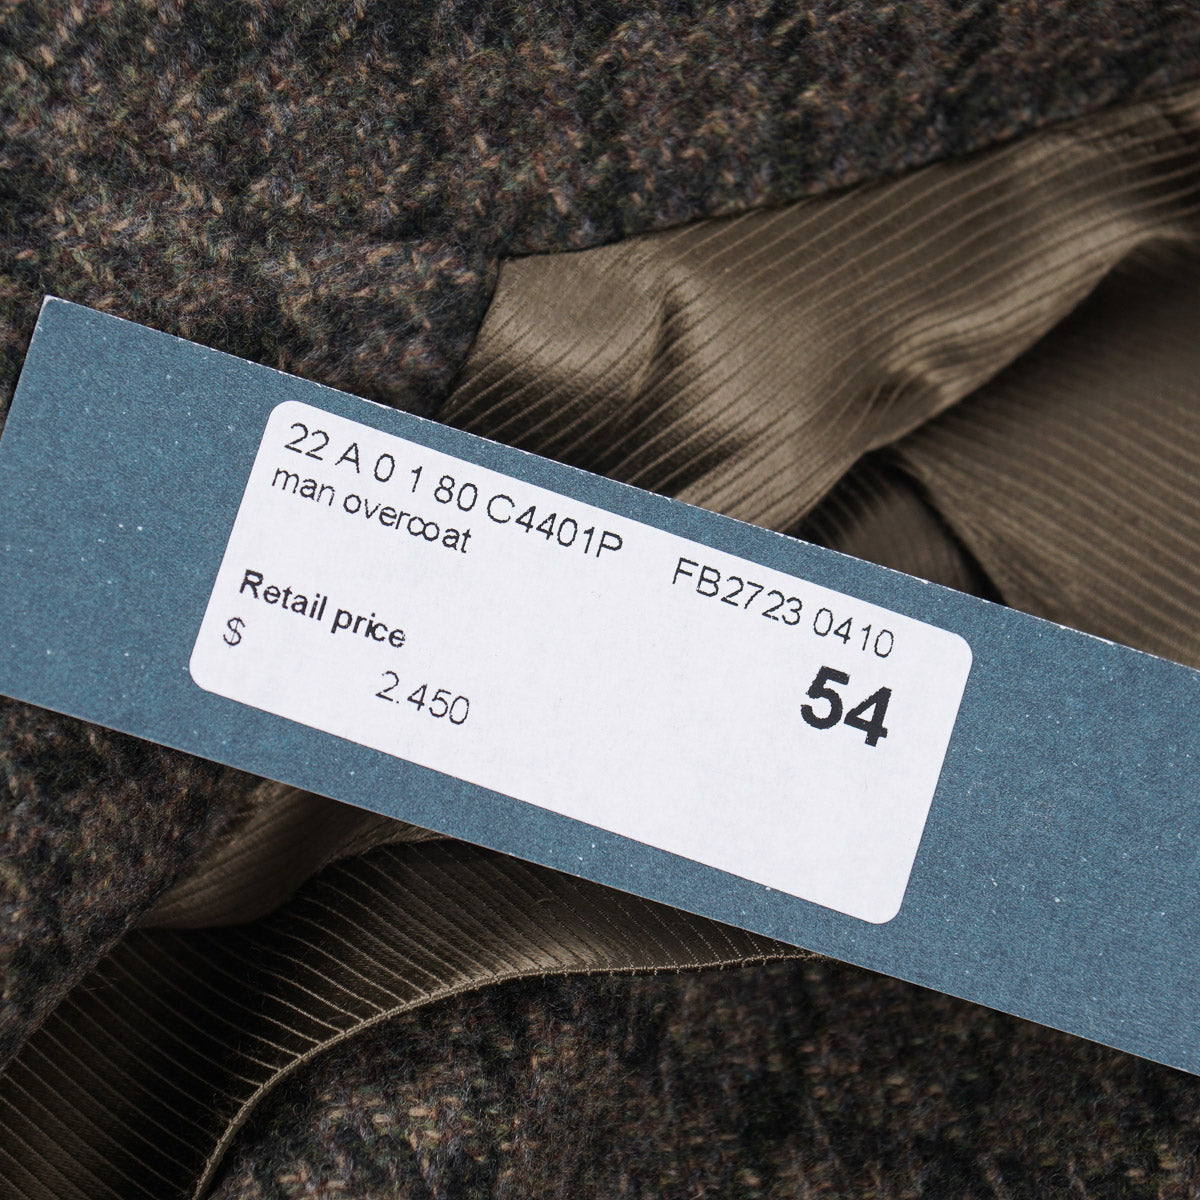 22 A 0 1 80 C4401P FB2723 0410
man overcoat
54
Retail price
$
2.450